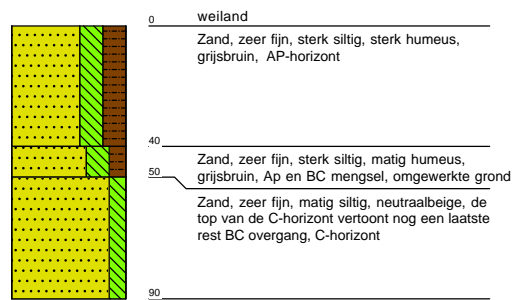 0 weiland
Zand, zeer fijn, sterk siltig, sterk humeus,
grijsbruin, AP-horizont
40
Zand, zeer fijn, sterk siltig, matig humeus,
50 grijsbruin, Ap en BC mengsel, omgewerkte grond
Zand, zeer fijn, matig siltig, neutraalbeige, de
top van de C-horizont vertoont nog een laatste
rest BC overgang, C-horizont
90